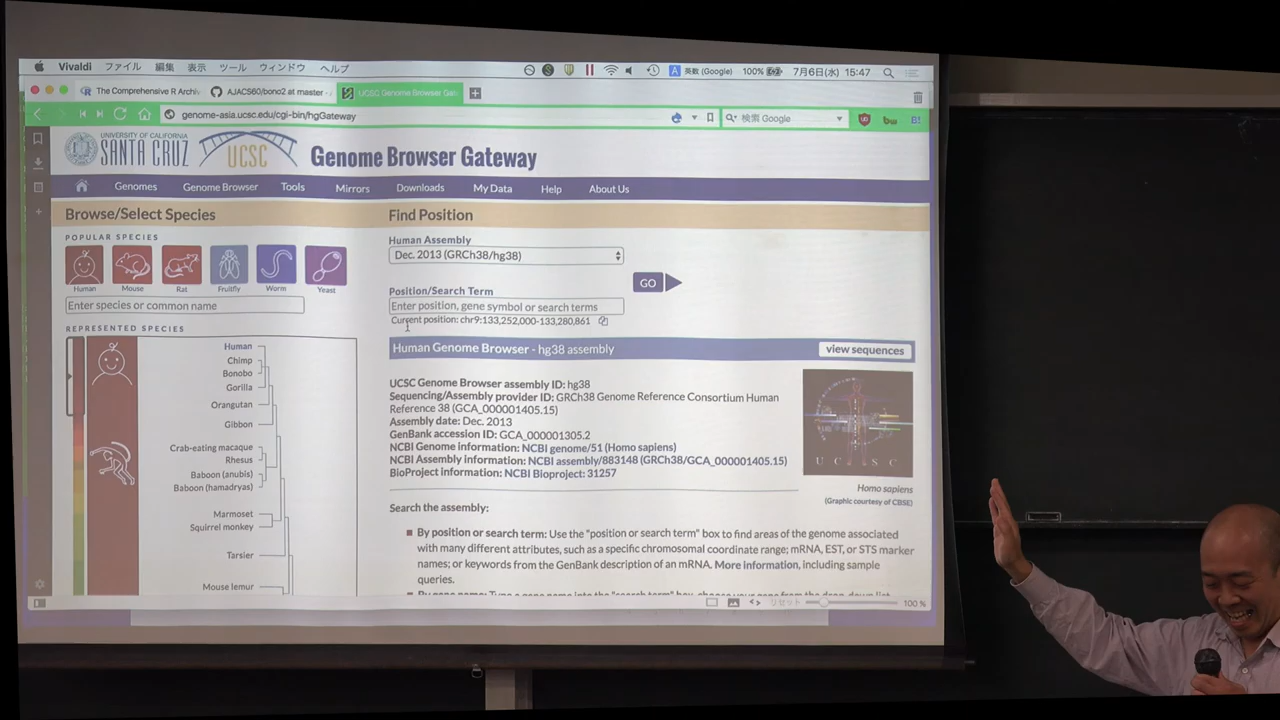 Vivaldi ファイル 編集 表示 ツール ウィンドウ ヘルプ
英数 (Google) 100% 7月6日(水) 15:47
The Comprehensive R Archiv
AJACS60/bono2 at master ·
UCSC Genome Browser Gat
genome-asia.ucsc.edu/cgi-bin/hgGateway
検索 Google
UNIVERSITY OF CALIFORNIA
SANTA CRUZ
UCSC
Genome Browser Gateway
Genomes Genome Browser Tools Mirrors Downloads My Data Help About Us
Browse/Select Species
POPULAR SPECIES
Human Mouse Rat Fruitfly Worm Yeast
Enter species or common name
REPRESENTED SPECIES
Human
Chimp
Bonobo
Gorilla
Orangutan
Gibbon
Crab-eating macaque
Rhesus
Baboon (anubis)
Baboon (hamadryas)
Marmoset
Squirrel monkey
Tarsier
Mouse lemur
Find Position
Human Assembly
Dec. 2013 (GRCh38/hg38)
Position/Search Term
Enter position, gene symbol or search terms
Current position: chr9:133,252,000-133,280,861
GO
Human Genome Browser - hg38 assembly
view sequences
UCSC Genome Browser assembly ID: hg38
Sequencing/Assembly provider ID: GRCh38 Genome Reference Consortium Human
Reference 38 (GCA_000001405.15)
Assembly date: Dec. 2013
GenBank accession ID: GCA_000001305.2
NCBI Genome information: NCBI genome/51 (Homo sapiens)
NCBI Assembly information: NCBI assembly/883148 (GRCh38/GCA_000001405.15)
BioProject information: NCBI Bioproject: 31257
UCSC
Homo sapiens
(Graphic courtesy of CBSE)
Search the assembly:
By position or search term: Use the "position or search term" box to find areas of the genome associated
with many different attributes, such as a specific chromosomal coordinate range; mRNA, EST, or STS marker
names; or keywords from the GenBank description of an mRNA. More information, including sample
queries.
リセット 100 %